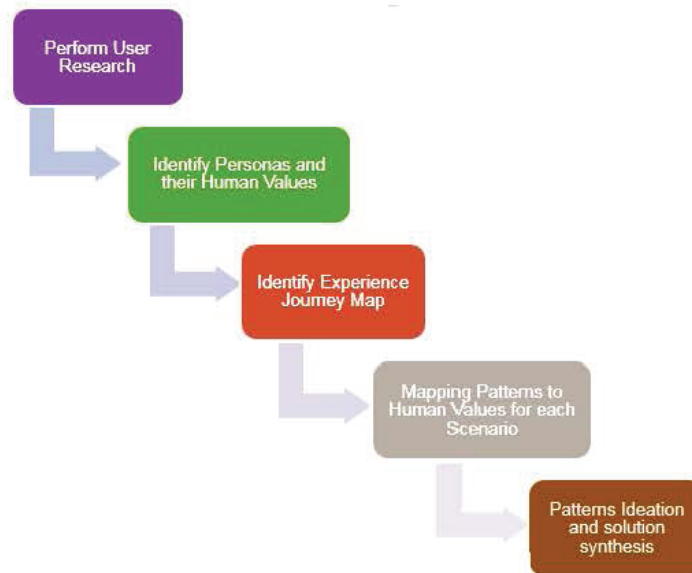 Perform User
Research
Identify Personas and
their Human Values
Identify Experience
Journey Map
Mapping Patterns to
Human Values for each
Scenario
Patterns Ideation
and solution
synthesis